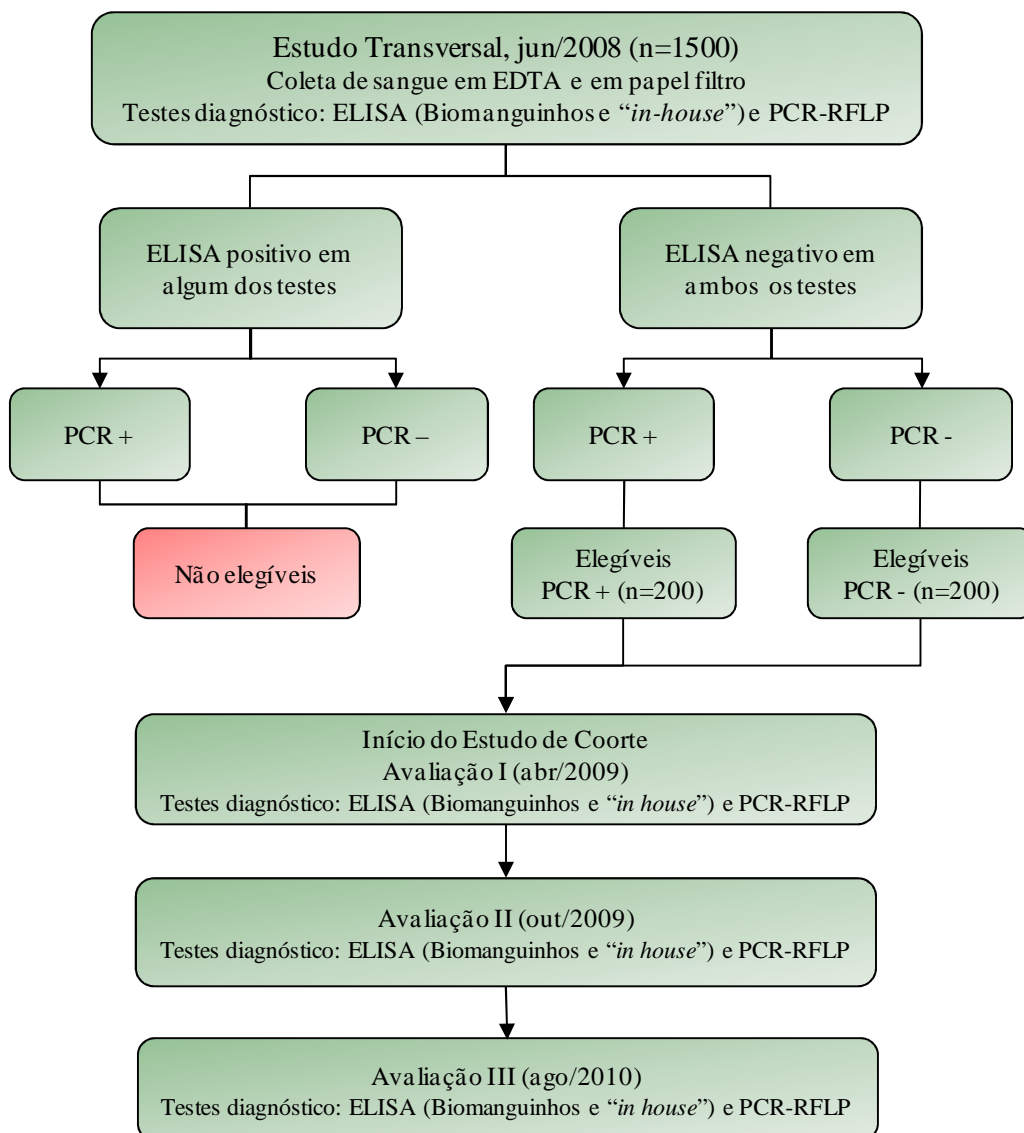 Estudo Transversal, jun/2008 (n=1500)
Coleta de sangue em EDTA e em papel filtro
Testes diagnóstico: ELISA (Biomanguinhos e “in-house”) e PCR-RFLP
ELISA positivo em
algum dos testes
ELISA negativo em
ambos os testes
PCR +
PCR –
PCR +
PCR -
Não elegíveis
Elegíveis
PCR + (n=200)
Elegíveis
PCR - (n=200)
Início do Estudo de Coorte
Avaliação I (abr/2009)
Testes diagnóstico: ELISA (Biomanguinhos e “in house”) e PCR-RFLP
Avaliação II (out/2009)
Testes diagnóstico: ELISA (Biomanguinhos e “in house”) e PCR-RFLP
Avaliação III (ago/2010)
Testes diagnóstico: ELISA (Biomanguinhos e “in house”) e PCR-RFLP